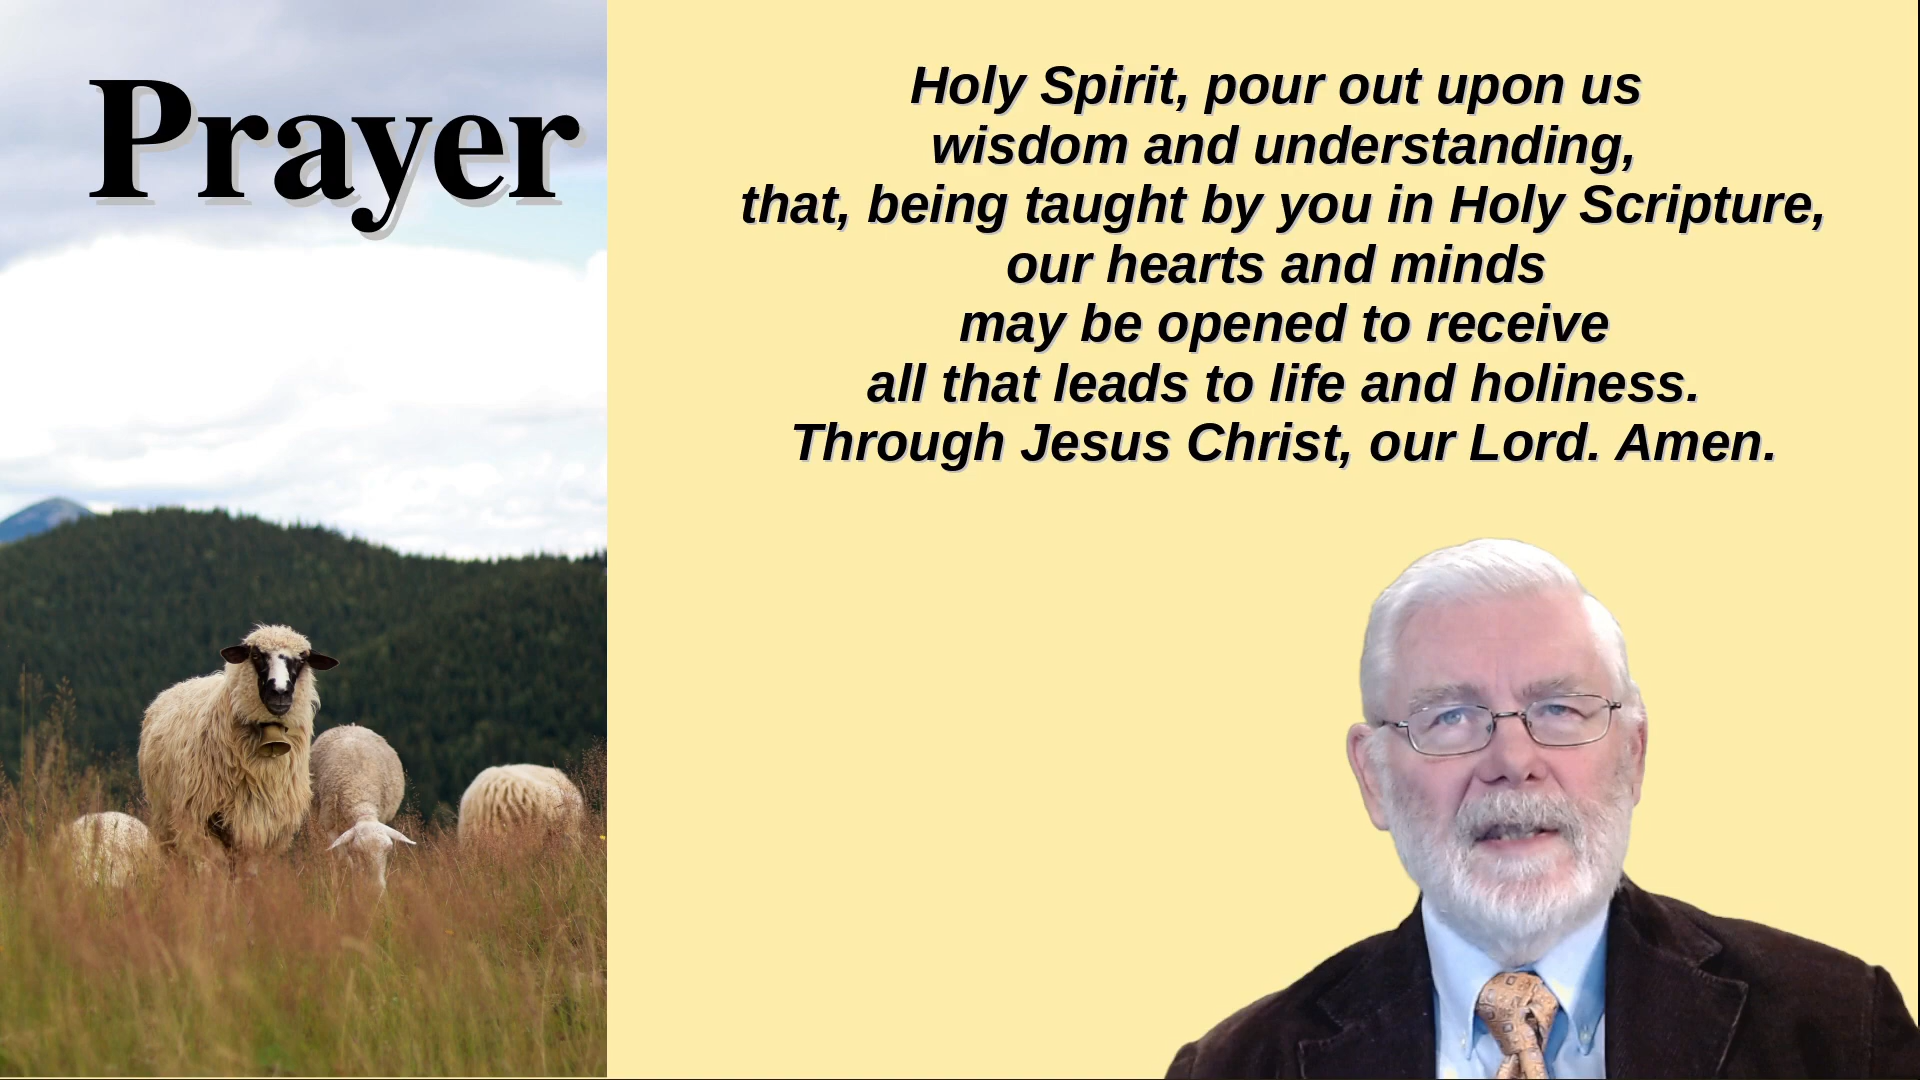 Prayer
Holy Spirit, pour out upon us
wisdom and understanding,
that, being taught by you in Holy Scripture,
our hearts and minds
may be opened to receive
all that leads to life and holiness.
Through Jesus Christ, our Lord. Amen.